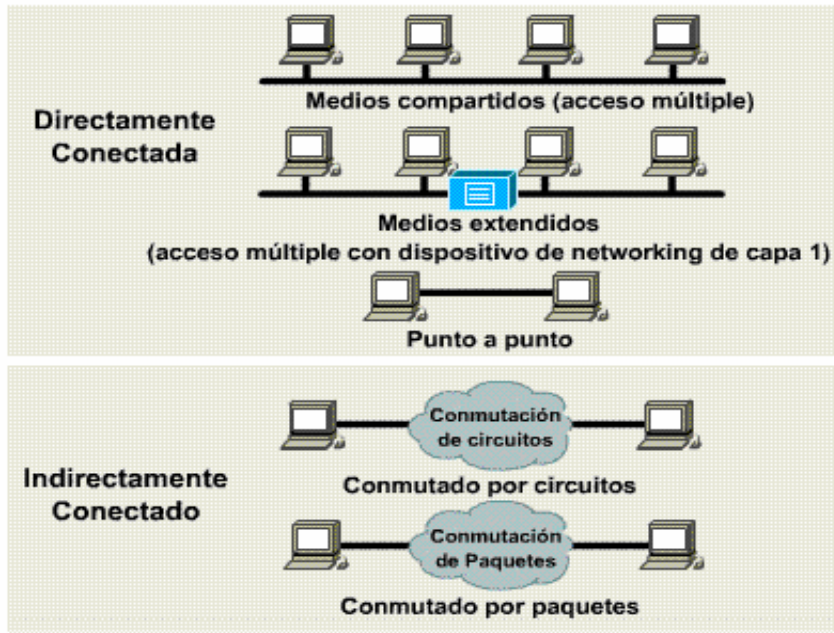 Medios compartidos (acceso múltiple)
Directamente
Conectada
Medios extendidos
(acceso múltiple con dispositivo de networking de capa 1)
Punto a punto
Conmutación
de circuitos
Conmutado por circuitos
Indirectamente
Conectado
Conmutación
de Paquetes
Conmutado por paquetes